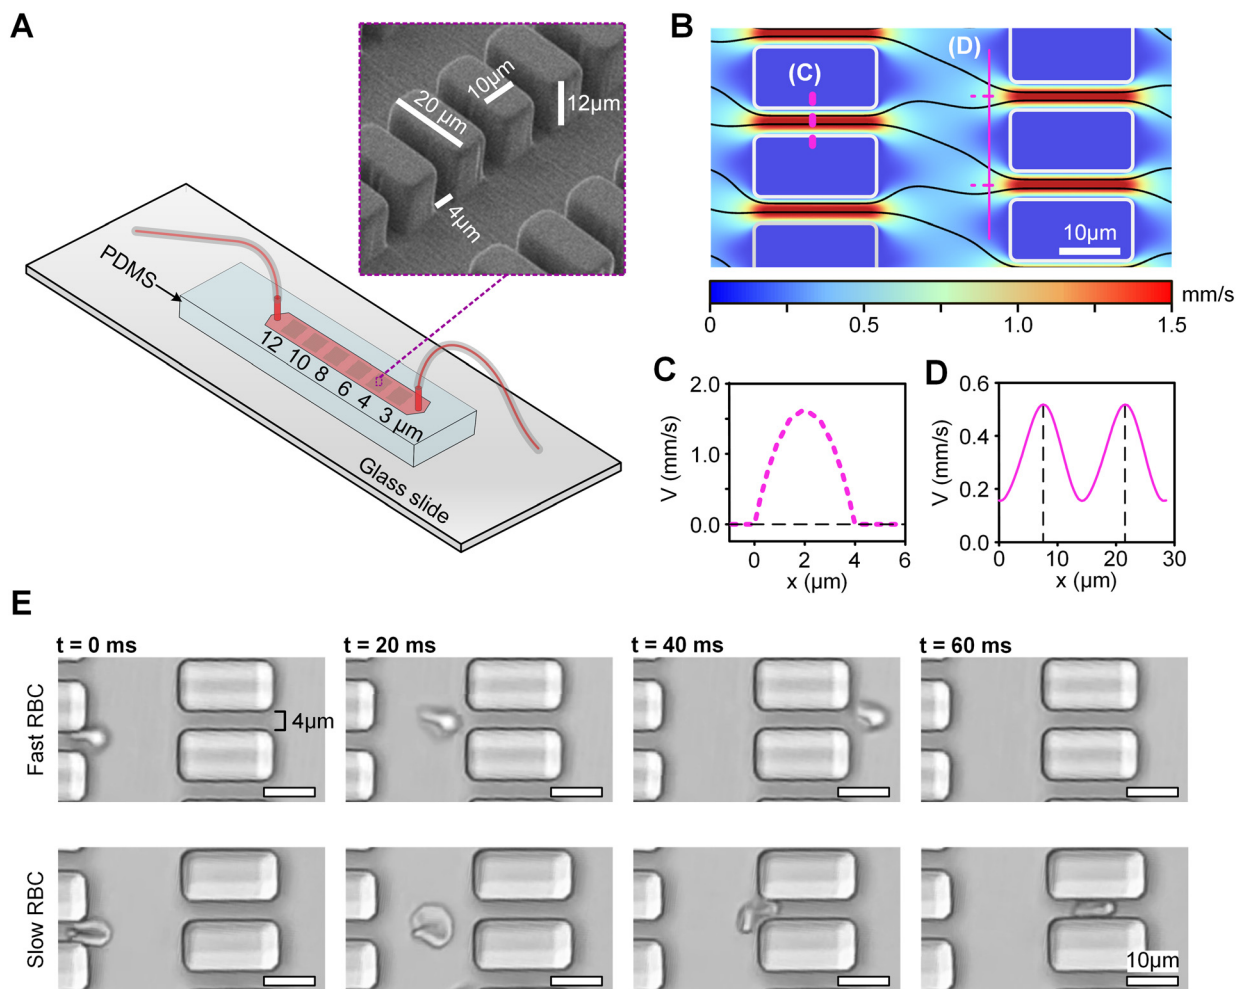 A
10µm
20 µm
12µm
4µm
PDMS
12 10 8 6 4 3 µm
Glass slide
B
(C)
(D)
10µm
mm/s
0 0.5 1.0 1.5
C
V (mm/s)
2.0
1.0
0.0
0 2 4 6
x (µm)
D
V (mm/s)
0.6
0.4
0.2
0.0
0 10 20 30
x (µm)
E
t = 0 ms t = 20 ms t = 40 ms t = 60 ms
Fast RBC
4µm
Slow RBC
10µm